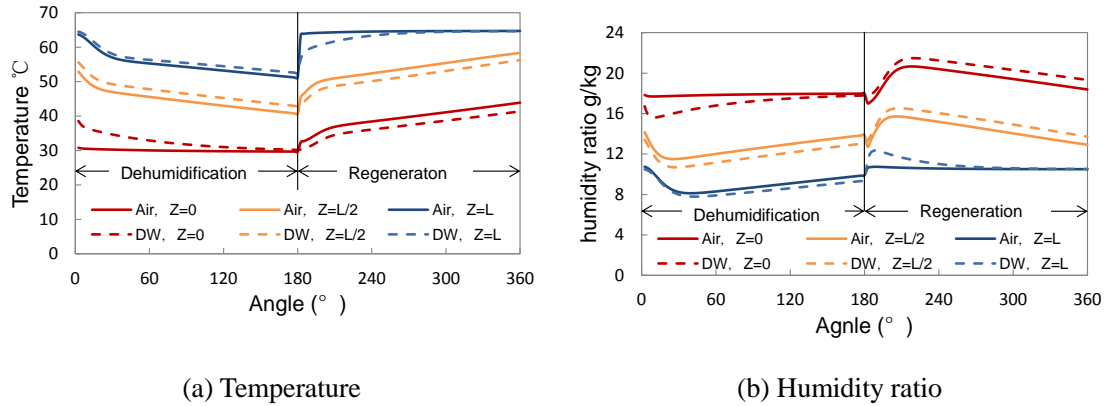 70
60
50
40
30
20
10
0
Temperature ℃
Dehumidification
Regeneraton
Air, Z=0
Air, Z=L/2
Air, Z=L
DW, Z=0
DW, Z=L/2
DW, Z=L
0 60 120 180 240 300 360
Angle (°)
(a) Temperature
24
20
16
12
8
4
0
humidity ratio g/kg
Dehumidification
Regeneration
Air, Z=0
Air, Z=L/2
Air, Z=L
DW, Z=0
DW, Z=L/2
DW, Z=L
0 60 120 180 240 300 360
Agnle (°)
(b) Humidity ratio